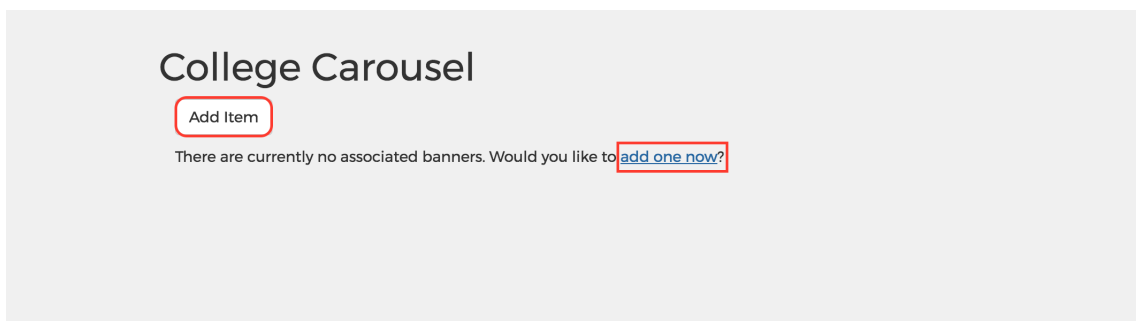 College Carousel
Add Item
There are currently no associated banners. Would you like to add one now?